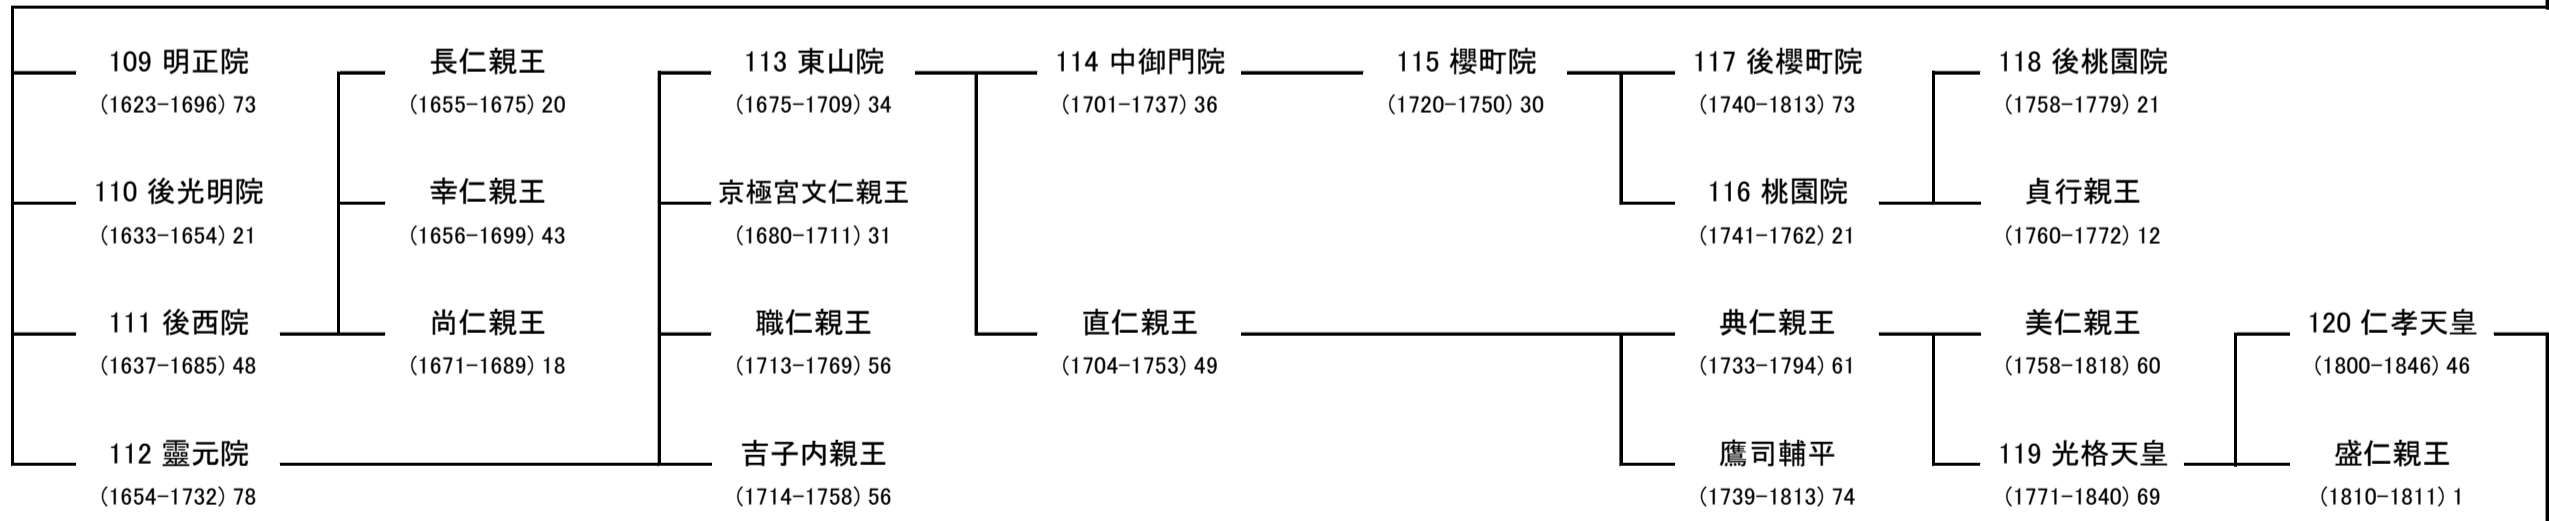 109 明正院
(1623-1696) 73
長仁親王
(1655-1675) 20
113 東山院
(1675-1709) 34
114 中御門院
(1701-1737) 36
115 櫻町院
(1720-1750) 30
117 後櫻町院
(1740-1813) 73
118 後桃園院
(1758-1779) 21
110 後光明院
(1633-1654) 21
幸仁親王
(1656-1699) 43
京極宮文仁親王
(1680-1711) 31
116 桃園院
(1741-1762) 21
貞行親王
(1760-1772) 12
111 後西院
(1637-1685) 48
尚仁親王
(1671-1689) 18
職仁親王
(1713-1769) 56
直仁親王
(1704-1753) 49
典仁親王
(1733-1794) 61
美仁親王
(1758-1818) 60
120 仁孝天皇
(1800-1846) 46
112 靈元院
(1654-1732) 78
吉子内親王
(1714-1758) 56
鷹司輔平
(1739-1813) 74
119 光格天皇
(1771-1840) 69
盛仁親王
(1810-1811) 1